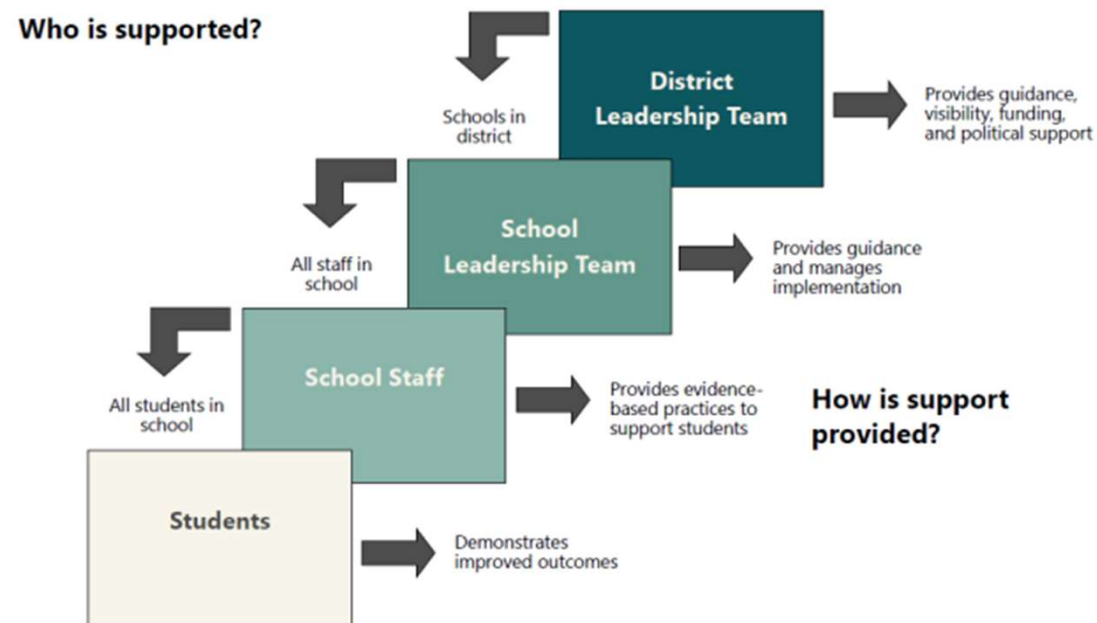 Who is supported?
District
Leadership Team
Provides guidance,
visibility, funding,
and political support
Schools in
district
School
Leadership Team
Provides guidance
and manages
implementation
All staff in
school
School Staff
Provides evidence-
based practices to
support students
How is support
provided?
All students in
school
Students
Demonstrates
improved outcomes